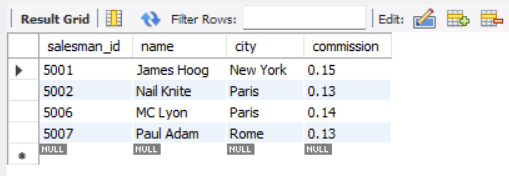 Result Grid Filter Rows: Edit:
salesman_id name city commission
5001 James Hoog New York 0.15
5002 Nail Knite Paris 0.13
5006 MC Lyon Paris 0.14
5007 Paul Adam Rome 0.13
NULL NULL NULL NULL